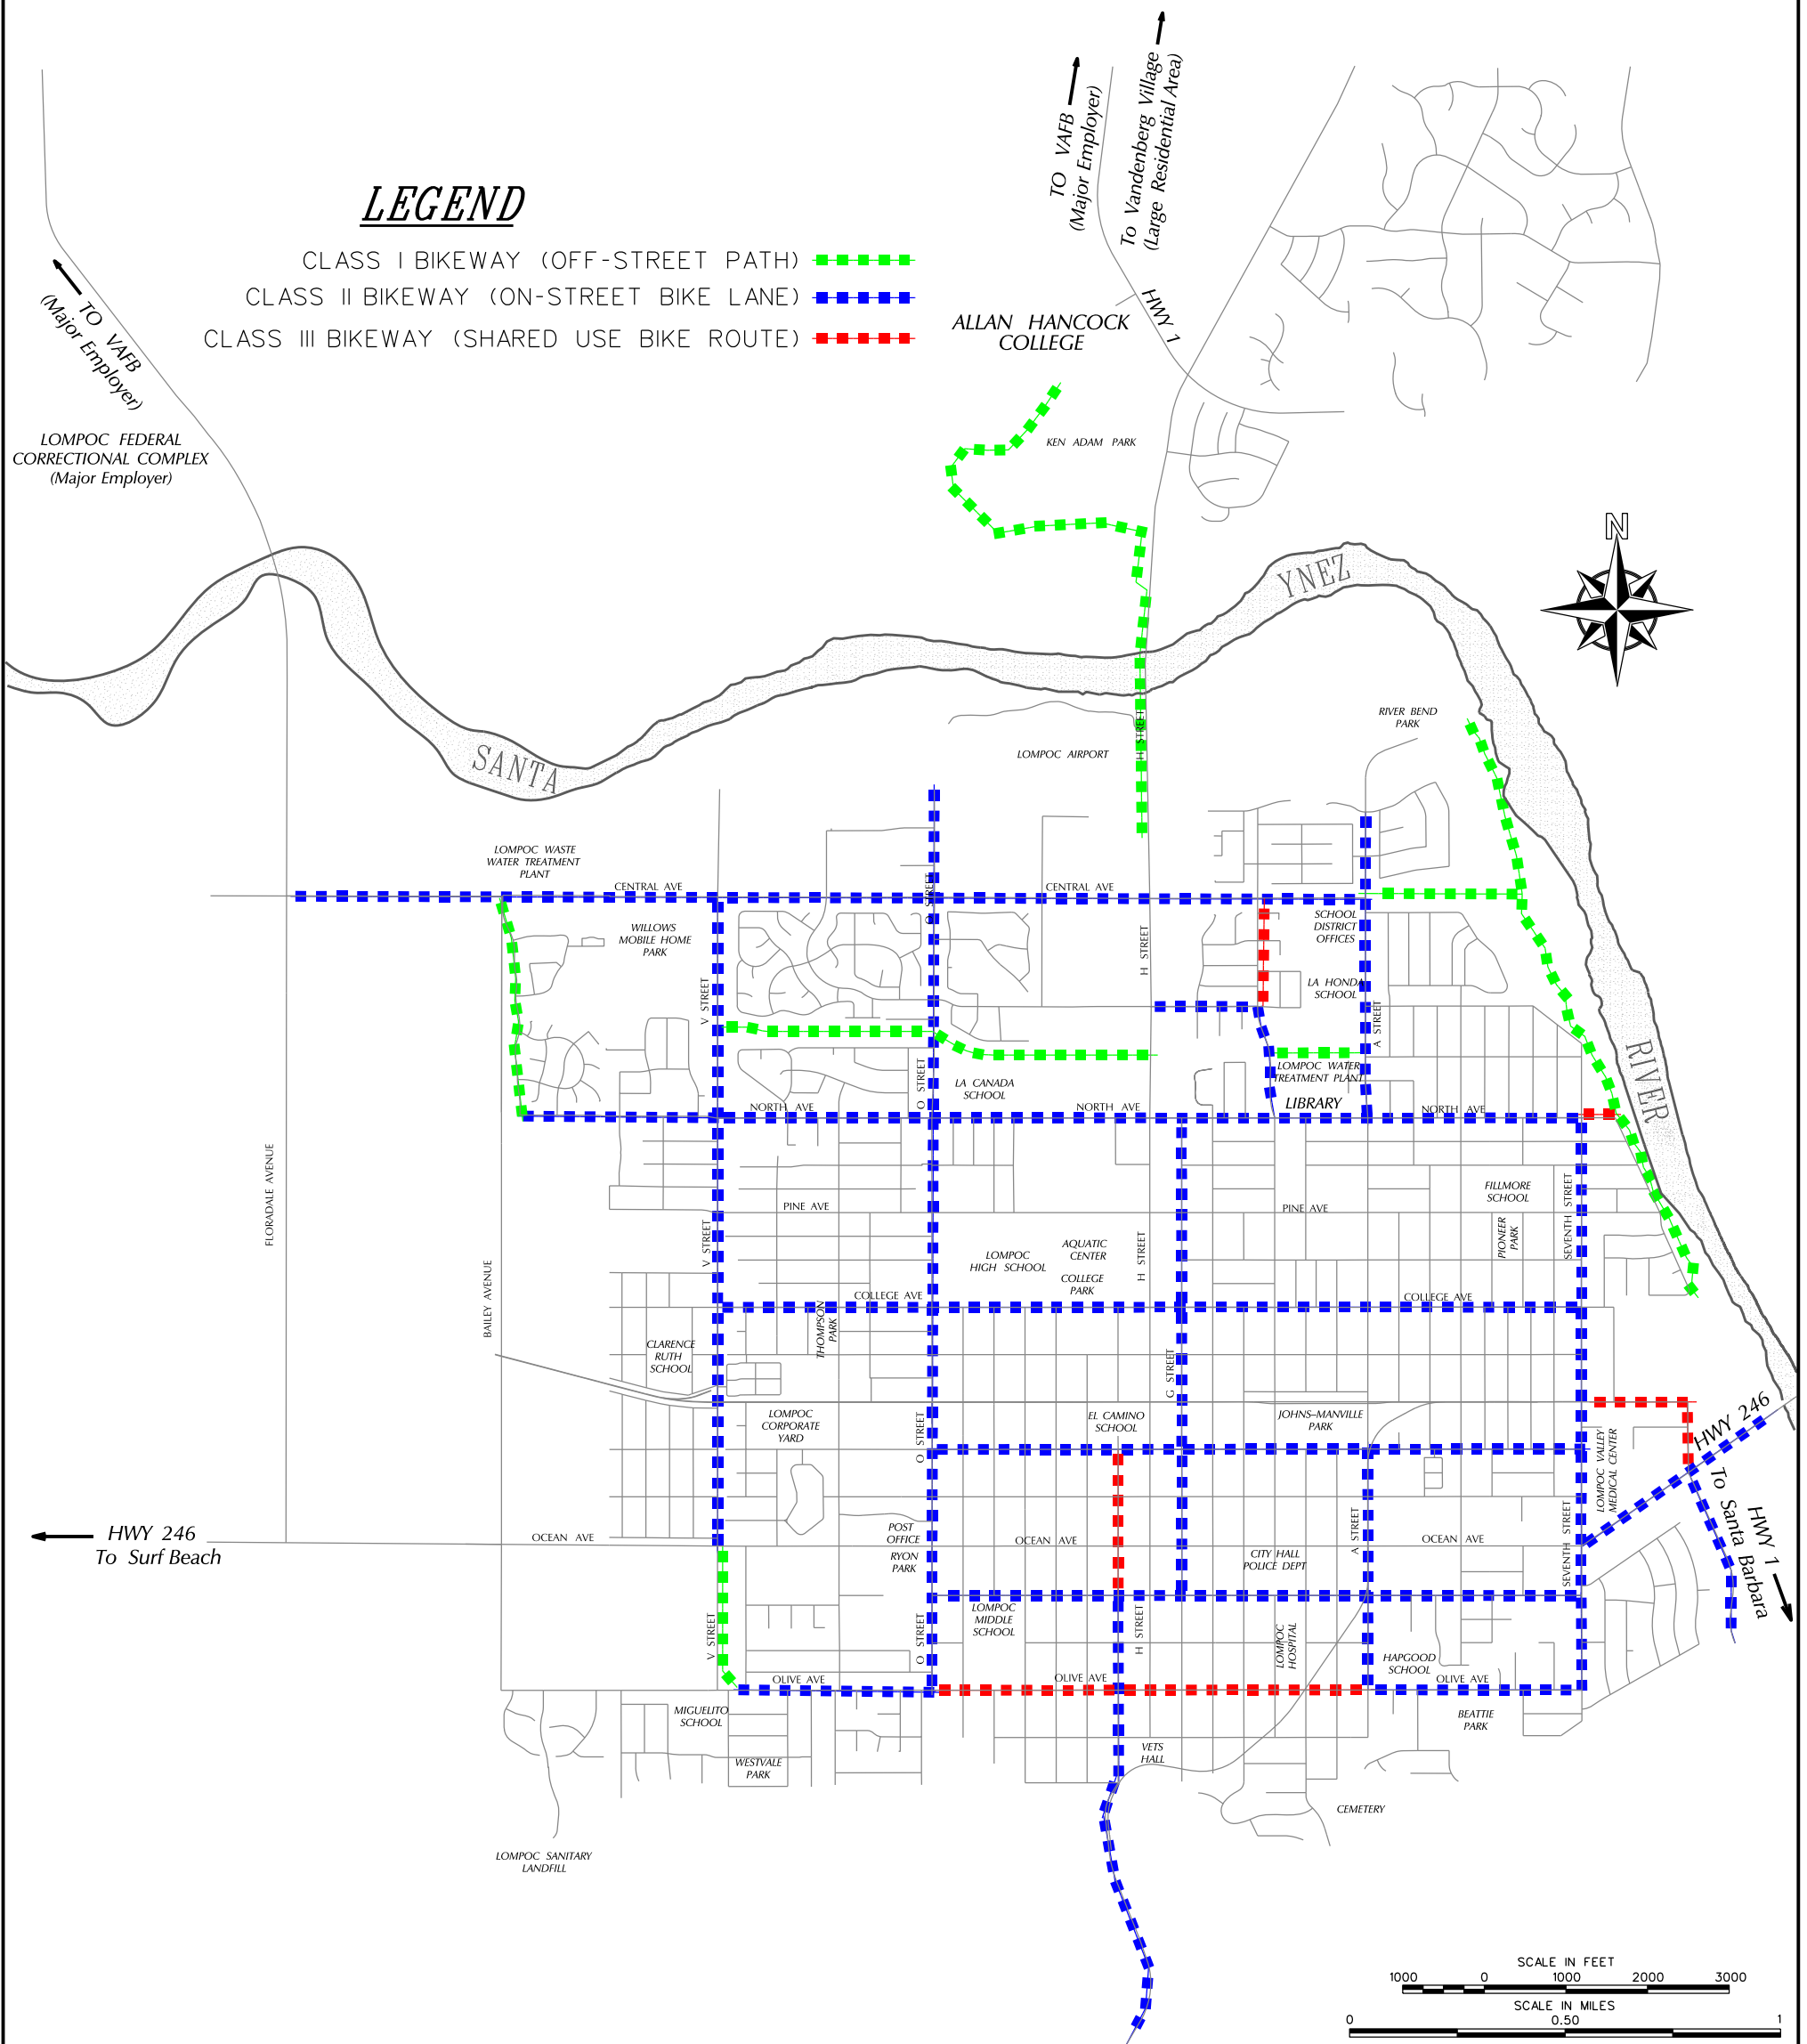 TO VAFB
(Major Employer)
To Vandenberg Village
(Large Residential Area)
LEGEND
CLASS I BIKEWAY (OFF-STREET PATH)
CLASS II BIKEWAY (ON-STREET BIKE LANE)
CLASS III BIKEWAY (SHARED USE BIKE ROUTE)
TO VAFB
(Major Employer)
HWY 1
ALLAN HANCOCK
COLLEGE
KEN ADAM PARK
LOMPOC FEDERAL
CORRECTIONAL COMPLEX
(Major Employer)
N
YNEZ
SANTA
RIVER
H STREET
RIVER BEND
PARK
LOMPOC AIRPORT
LOMPOC WASTE
WATER TREATMENT
PLANT
CENTRAL AVE
O STREET
CENTRAL AVE
WILLOWS
MOBILE HOME
PARK
SCHOOL
DISTRICT
OFFICES
H STREET
V STREET
LA HONDA
SCHOOL
A STREET
O STREET
LA CANADA
SCHOOL
LOMPOC WATER
TREATMENT PLANT
LIBRARY
NORTH AVE
NORTH AVE
NORTH AVE
FLORADALE AVENUE
BAILEY AVENUE
PINE AVE
PINE AVE
FILLMORE
SCHOOL
SEVENTH STREET
PIONEER
PARK
V STREET
LOMPOC
HIGH SCHOOL
AQUATIC
CENTER
COLLEGE
PARK
H STREET
COLLEGE AVE
COLLEGE AVE
THOMPSON
PARK
CLARENCE
RUTH
SCHOOL
G STREET
LOMPOC
CORPORATE
YARD
O STREET
EL CAMINO
SCHOOL
JOHNS-MANVILLE
PARK
LOMPOC VALLEY
MEDICAL CENTER
HWY 246
To Santa Barbara
HWY 1
HWY 246
To Surf Beach
OCEAN AVE
POST
OFFICE
RYON
PARK
OCEAN AVE
CITY HALL
POLICE DEPT
A STREET
OCEAN AVE
SEVENTH STREET
V STREET
O STREET
LOMPOC
MIDDLE
SCHOOL
H STREET
LOMPOC
HOSPITAL
HAPGOOD
SCHOOL
OLIVE AVE
OLIVE AVE
OLIVE AVE
MIGUELITO
SCHOOL
BEATTIE
PARK
WESTVALE
PARK
VETS
HALL
CEMETERY
LOMPOC SANITARY
LANDFILL
SCALE IN FEET
1000 0 1000 2000 3000
SCALE IN MILES
0 0.50 1